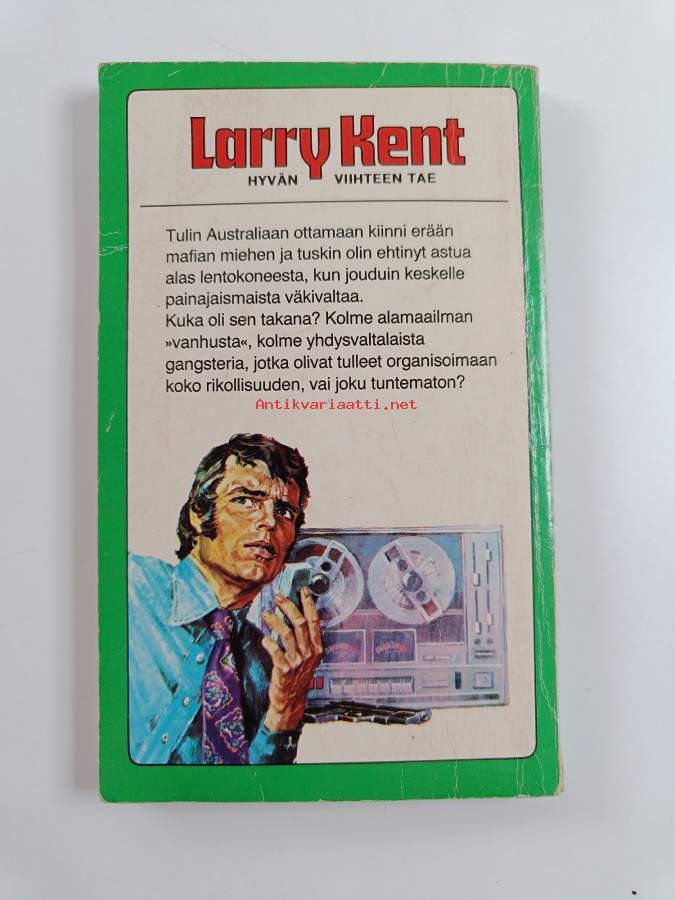 Larry Kent
HYVÄN VIIHTEEN TAE
Tulin Australiaan ottamaan kiinni erään
mafian miehen ja tuskin olin ehtinyt astua
alas lentokoneesta, kun jouduin keskelle
painajaismaista väkivaltaa.
Kuka oli sen takana? Kolme alamaailman
»vanhusta«, kolme yhdysvaltalaista
gangsteria, jotka olivat tulleet organisoimaan
koko rikollisuuden, vai joku tuntematon?
Antikvariaatti.net